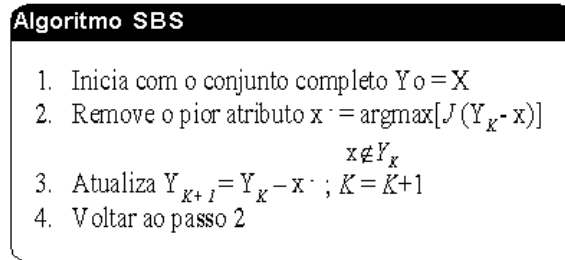 Algoritmo SBS
1. Inicia com o conjunto completo Yo = X
2. Remove o pior atributo x⁻ = argmax[J (Y_K - x)]
x∉Y_K
3. Atualiza Y_{K+1} = Y_K – x⁻ ; K = K+1
4. Voltar ao passo 2